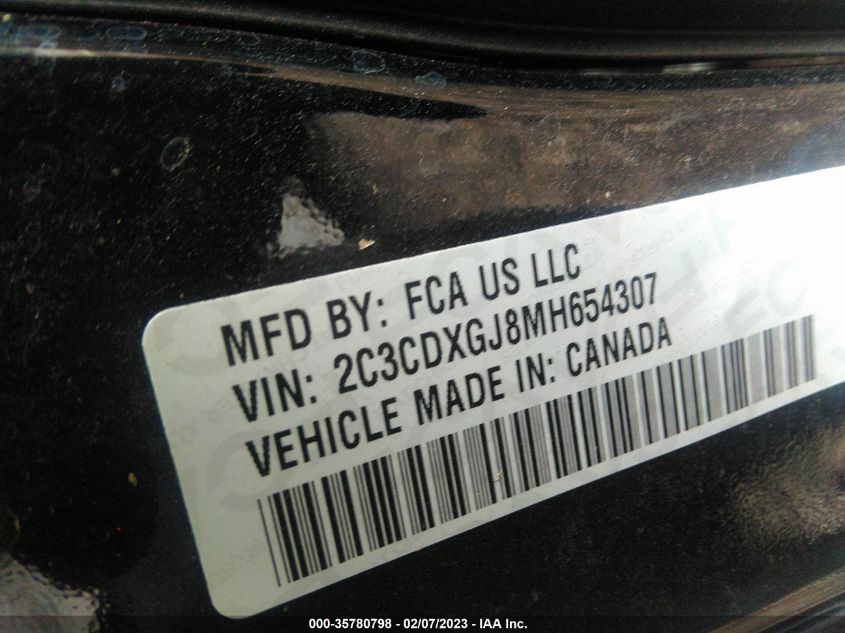 MFD BY: FCA US LLC
VIN: 2C3CDXGJ8MH654307
VEHICLE MADE IN: CANADA
000-35780798 - 02/07/2023 - IAA Inc.